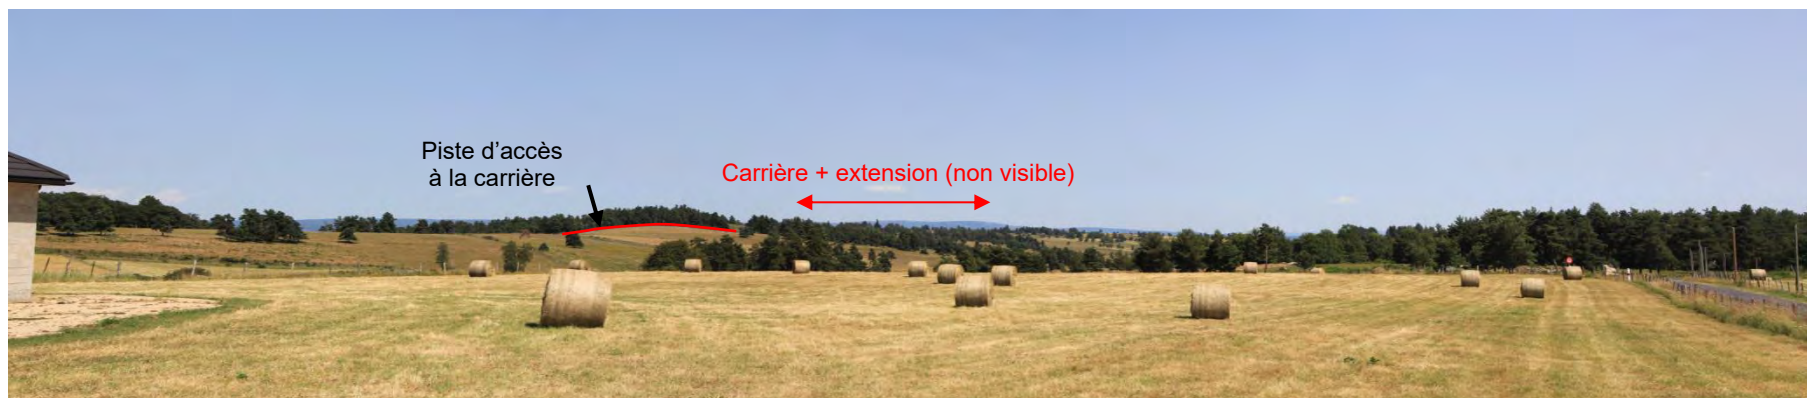 Piste d’accès
à la carrière
Carrière + extension (non visible)